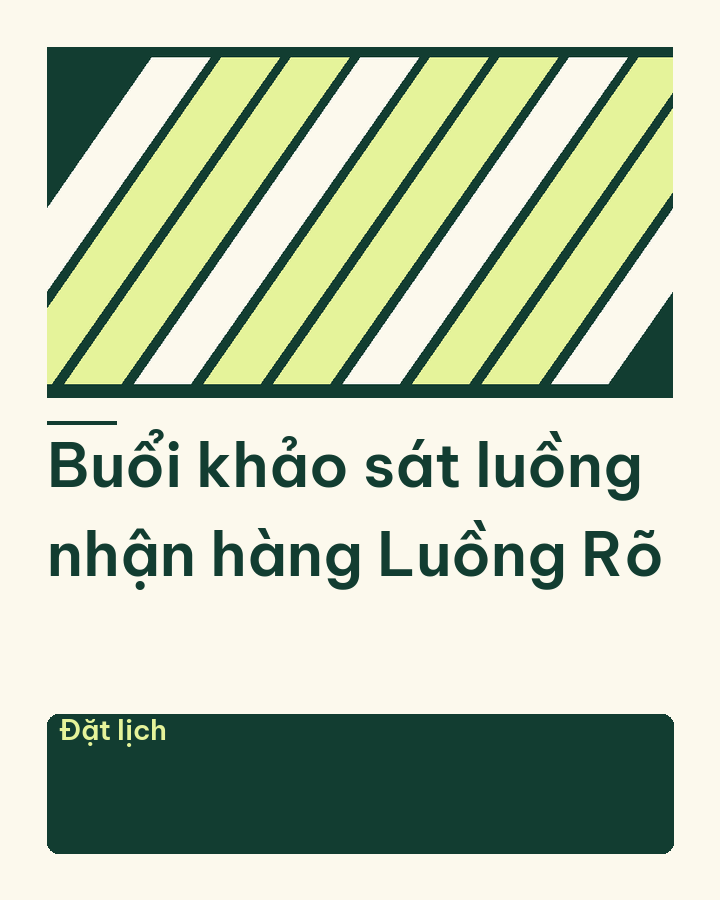 Buổi khảo sát luồng
nhận hàng Luồng Rõ
Đặt lịch